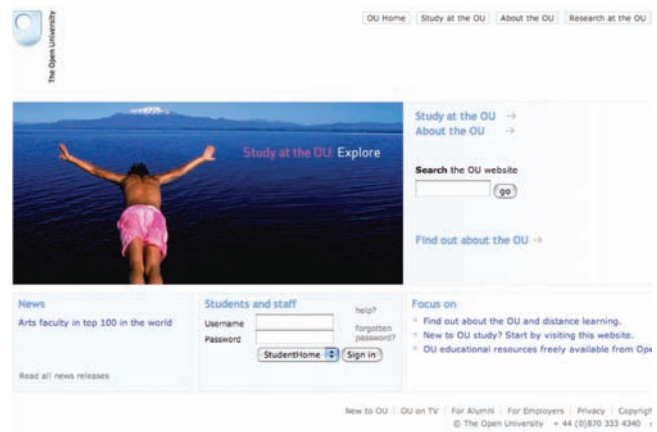 The Open University
OU Home
Study at the OU
About the OU
Research at the OU
Study at the OU: Explore
Study at the OU →
About the OU →
Search the OU website
go
Find out about the OU →
News
Arts faculty in top 100 in the world
Read all news releases
Students and staff
help?
Username
forgotten
password?
Password
StudentHome
Sign in
Focus on
Find out about the OU and distance learning.
New to OU study? Start by visiting this website.
OU educational resources freely available from Ope
New to OU | OU on TV | For Alumni | For Employers | Privacy | Copyrigh
© The Open University + 44 (0)870 333 4340